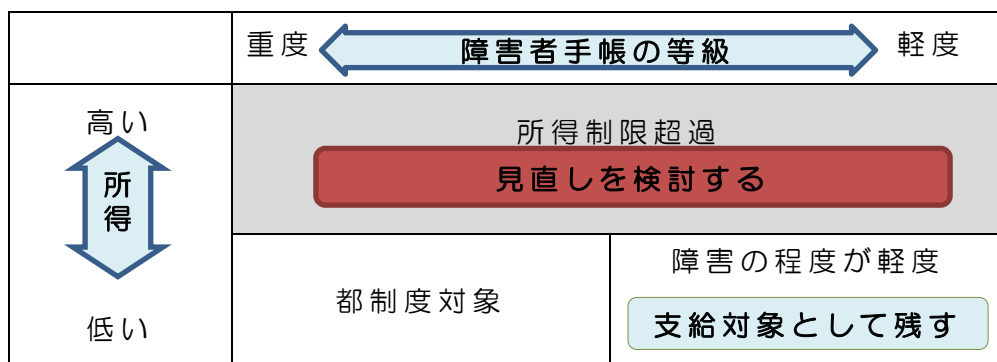 重度
障害者手帳の等級
軽度
高い
所得
低い
所得制限超過
見直しを検討する
都制度対象
障害の程度が軽度
支給対象として残す